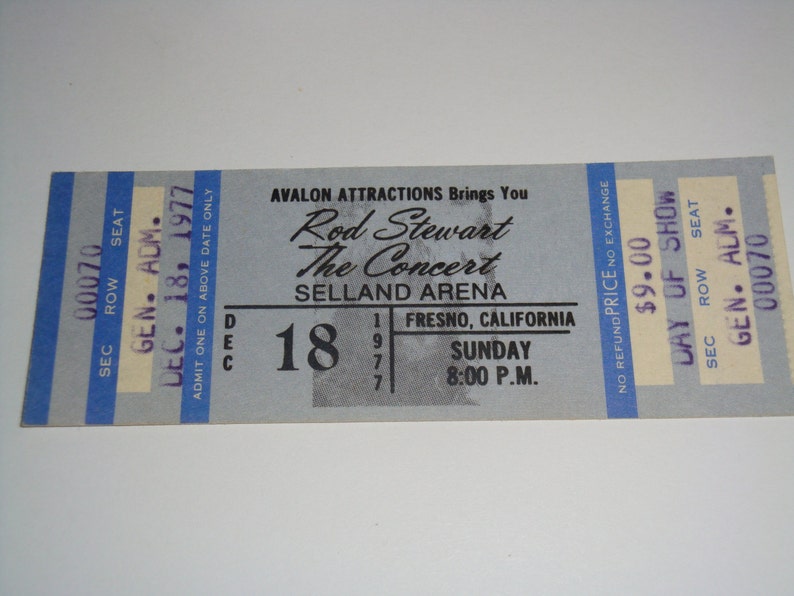 SEC ROW SEAT
00070
GEN. ADM.
DEC. 18, 1977
ADMIT ONE ON ABOVE DATE ONLY
AVALON ATTRACTIONS Brings You
Rod Stewart
The Concert
SELLAND ARENA
DEC 18 1977
FRESNO, CALIFORNIA
SUNDAY
8:00 P.M.
NO REFUND PRICE NO EXCHANGE
$9.00
DAY OF SHOW
SEC ROW SEAT
GEN. ADM.
00070